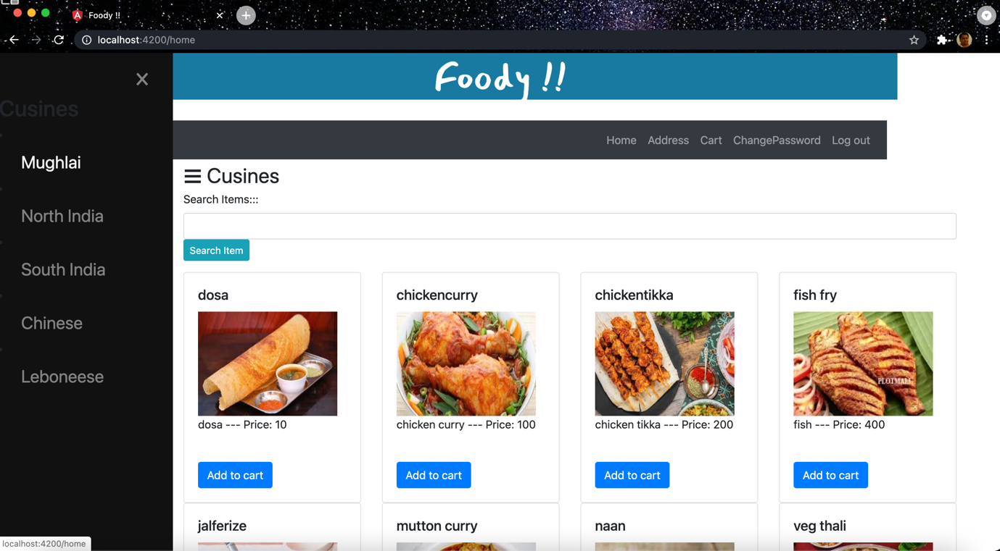 Foody !!
localhost:4200/home
Foody !!
Cusines
Mughlai
North India
South India
Chinese
Leboneese
Home Address Cart ChangePassword Log out
Cusines
Search Items:::
Search Item
dosa
chickencurry
chickentikka
fish fry
PLOTMALL
dosa --- Price: 10
chicken curry --- Price: 100
chicken tikka --- Price: 200
fish --- Price: 400
Add to cart
Add to cart
Add to cart
Add to cart
jalferize
mutton curry
naan
veg thali
localhost:4200/home